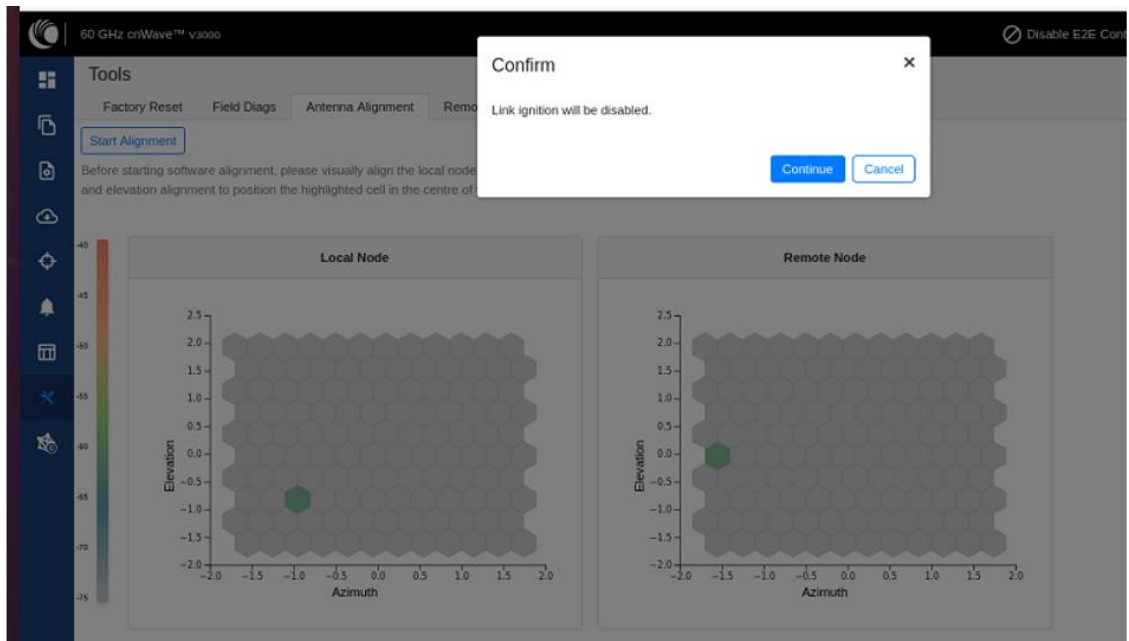 60 GHz cnWave™ V3000
Disable E2E Cont
Tools
Factory Reset
Field Diags
Antenna Alignment
Remo
Start Alignment
Before starting software alignment, please visually align the local node
and elevation alignment to position the highlighted cell in the centre of
Confirm
×
Link ignition will be disabled.
Continue
Cancel
-40
-45
-50
-55
-60
-65
-70
-75
Local Node
2.5
2.0
1.5
1.0
0.5
0.0
-0.5
-1.0
-1.5
-2.0
Elevation
-2.0 -1.5 -1.0 -0.5 0.0 0.5 1.0 1.5 2.0
Azimuth
Remote Node
2.5
2.0
1.5
1.0
0.5
0.0
-0.5
-1.0
-1.5
-2.0
Elevation
-2.0 -1.5 -1.0 -0.5 0.0 0.5 1.0 1.5 2.0
Azimuth